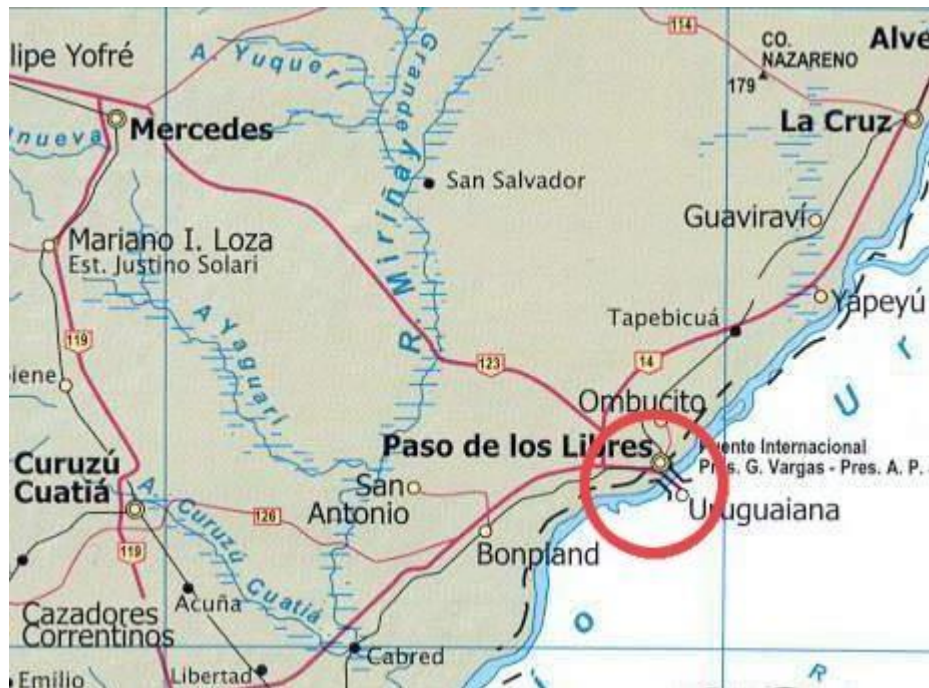 114
CO.
NAZARENO
179
Alve
lipe Yofré
A. Yuquerí
Mercedes
nueva
La Cruz
San Salvador
Guaviraví
R. Miriñay
Mariano I. Loza
Est. Justino Solari
A Yaguarí
Yapeyú
Tapebicuá
119
123
14
iene
Ombucito
Ur
Paso de los Libres
uente Internacional
Pres. G. Vargas - Pres. A. P.
Curuzú
Cuatiá
San
Antonio
Uruguaiana
A. Curuzú Cuatiá
126
Bonpland
119
Acuña
Cazadores
Correntinos
o
Cabred
Emilio
Libertad
R